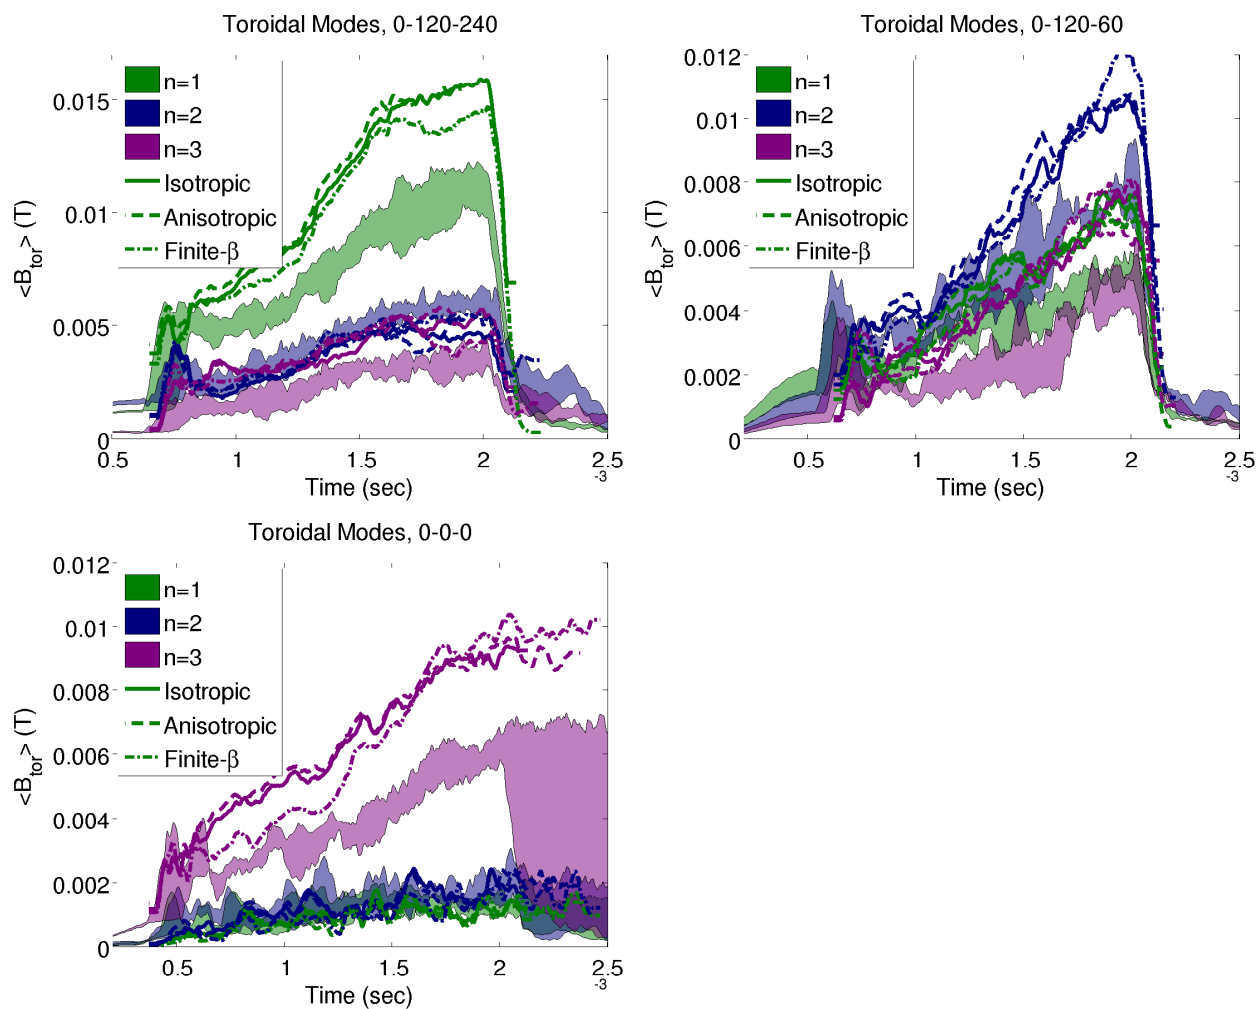 Toroidal Modes, 0-120-240
<B_tor> (T)
0.015
0.01
0.005
0
n=1
n=2
n=3
Isotropic
Anisotropic
Finite-β
0.5 1 1.5 2 2.5
-3
Time (sec)
Toroidal Modes, 0-120-60
<B_tor> (T)
0.012
0.01
0.008
0.006
0.004
0.002
0
n=1
n=2
n=3
Isotropic
Anisotropic
Finite-β
0.5 1 1.5 2 2.5
-3
Time (sec)
Toroidal Modes, 0-0-0
<B_tor> (T)
0.012
0.01
0.008
0.006
0.004
0.002
0
n=1
n=2
n=3
Isotropic
Anisotropic
Finite-β
0.5 1 1.5 2 2.5
-3
Time (sec)